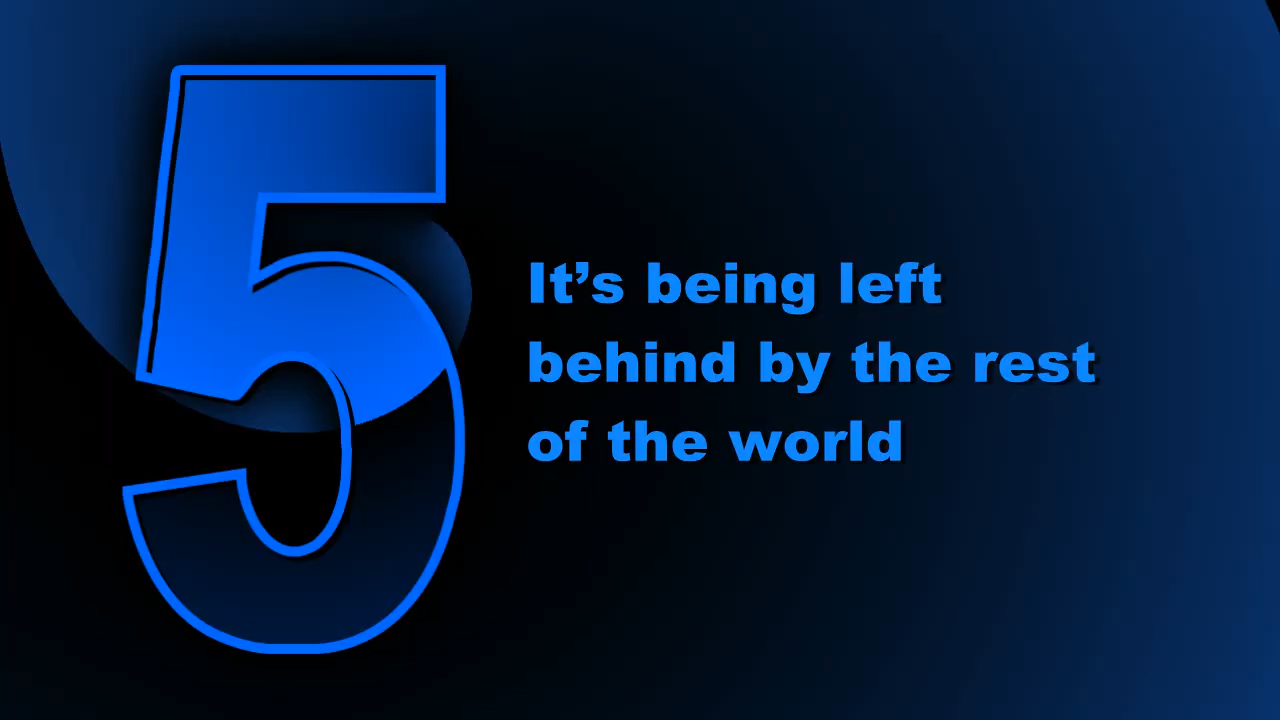 5
It’s being left
behind by the rest
of the world